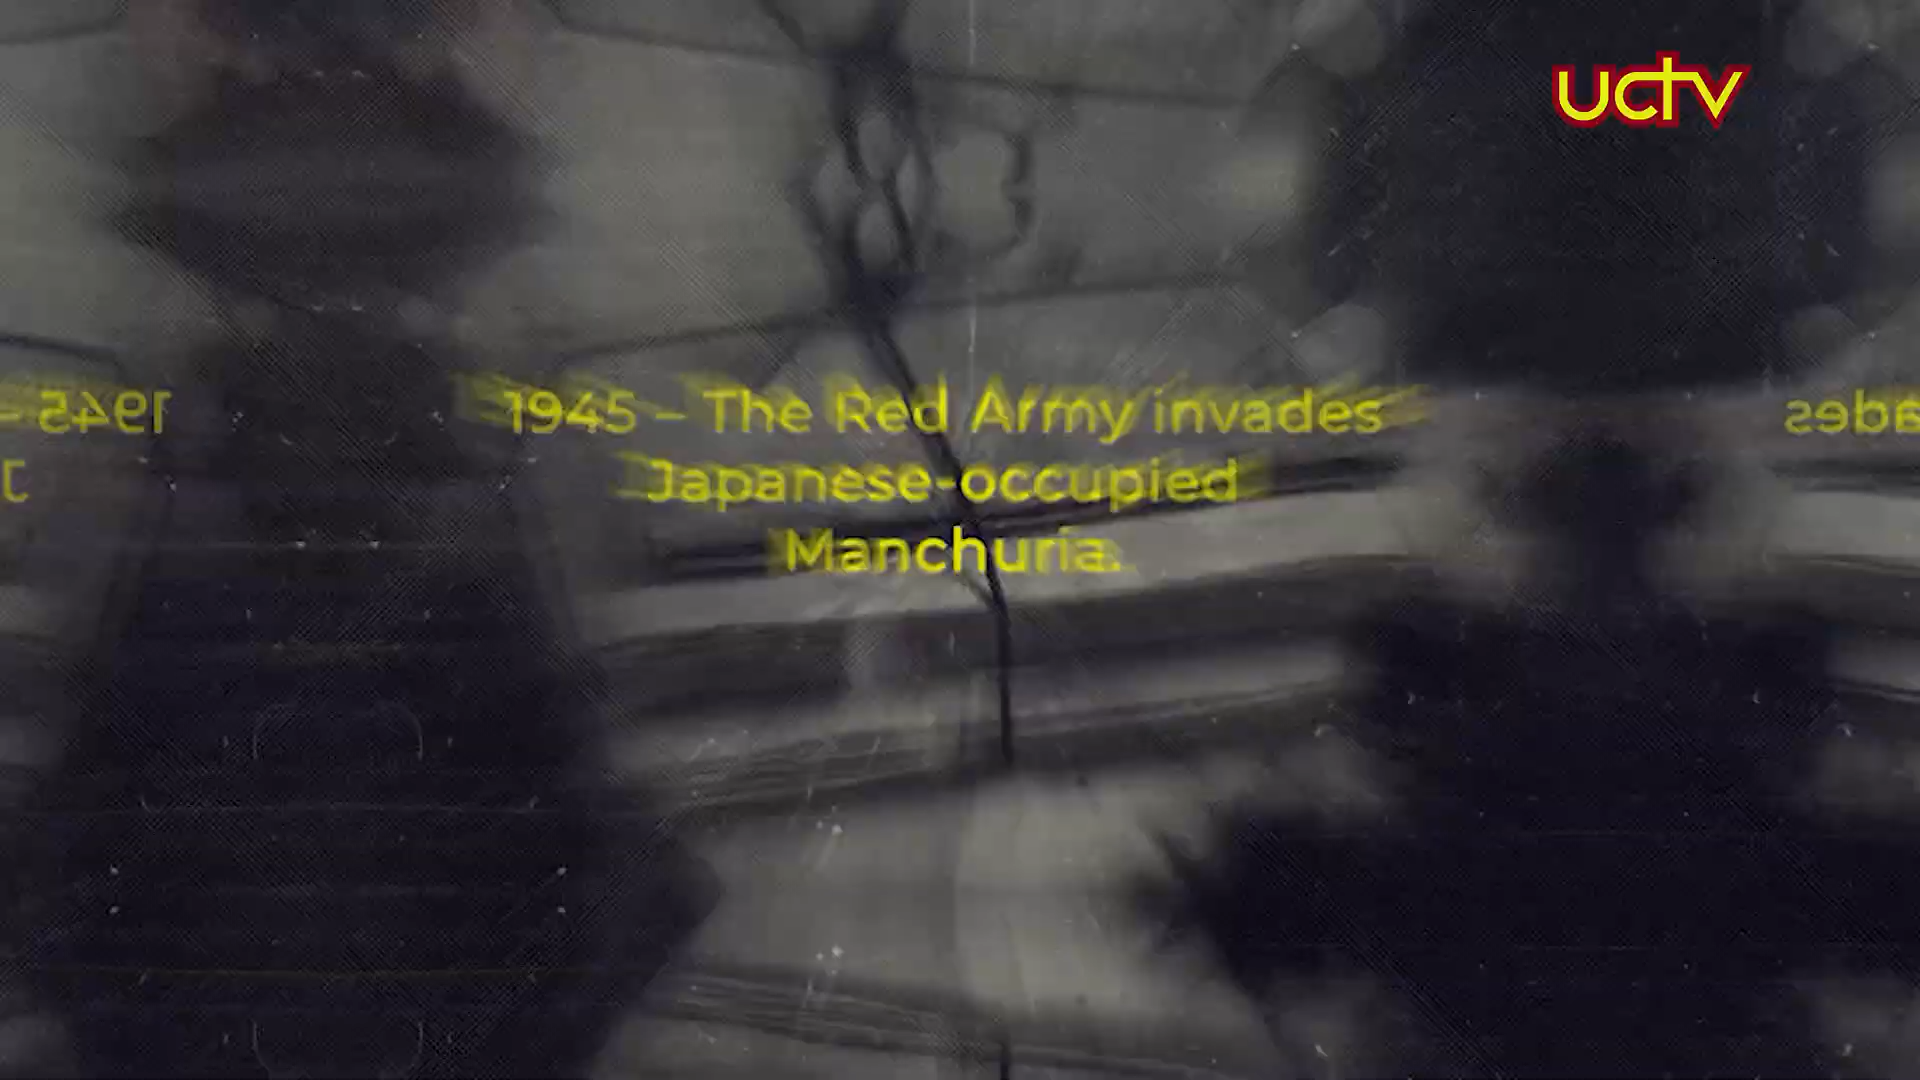 uctv
1945 – The Red Army invades
Japanese-occupied
Manchuria.